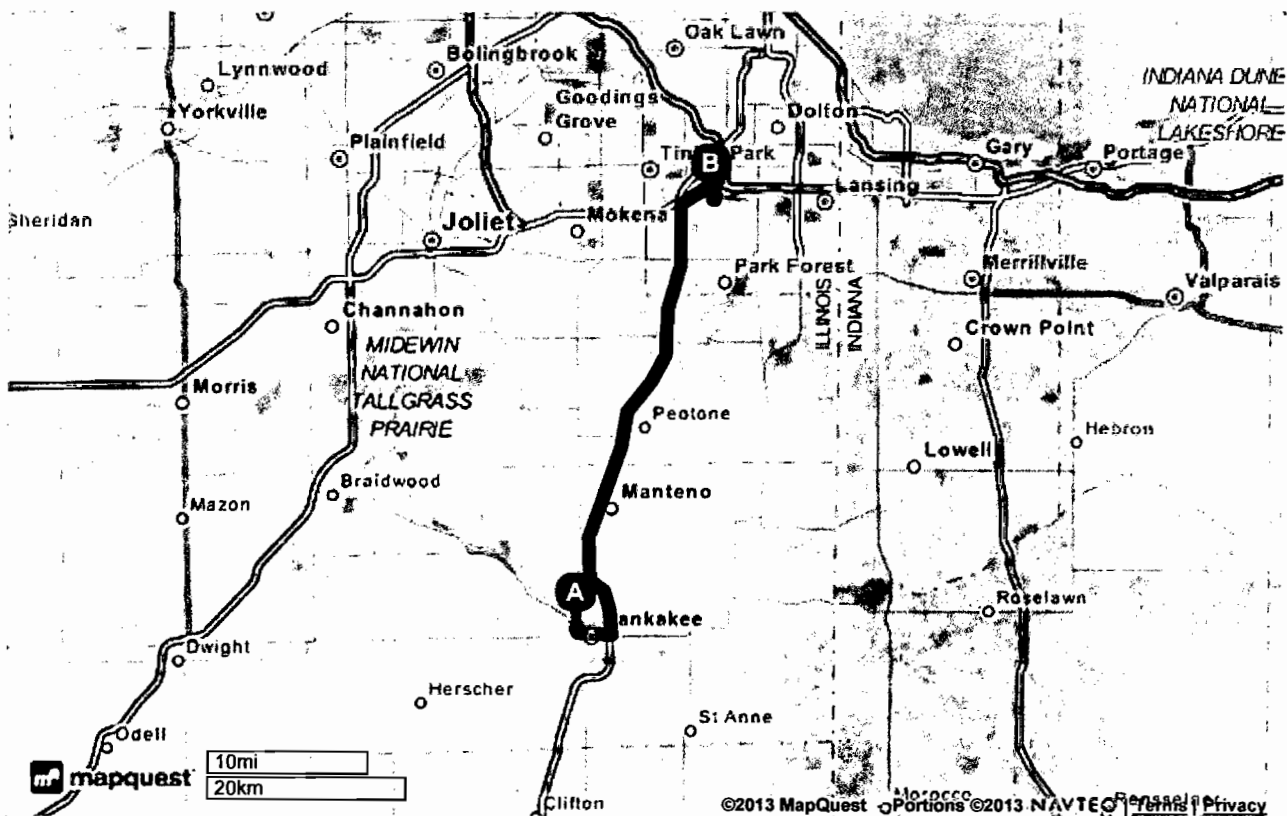 Oak Lawn
Bolingbrook
Lynnwood
INDIANA DUNE
NATIONAL
LAKESHORE
Goodings
Grove
Yorkville
Dolton
Plainfield
Tin
B
Park
Gary
Portage
Lansing
Sheridan
Joliet
Mokena
Park Forest
Merrillville
Valparais
ILLINOIS
INDIANA
Channahon
Crown Point
MIDEWIN
NATIONAL
TALLGRASS
PRAIRIE
Morris
Peotone
Hebron
Lowell
Braidwood
Manteno
Mazon
A
Roselawn
ankakee
Dwight
Herscher
St Anne
Odell
10mi
mapquest
20km
Clifton
Morocco
©2013 MapQuest Portions ©2013 NAVTEQ | Terms | Privacy